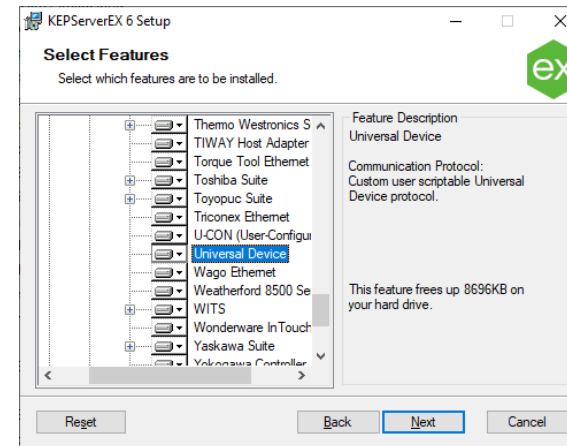 KEPServerEX 6 Setup
Select Features
Select which features are to be installed.
ex
Thermo Westronics S
TIWAY Host Adapter
Torque Tool Ethernet
Toshiba Suite
Toyopuc Suite
Triconex Ethernet
U-CON (User-Configur
Universal Device
Wago Ethernet
Weatherford 8500 Se
WITS
Wonderware InTouch
Yaskawa Suite
Yokogawa Controller
Feature Description
Universal Device
Communication Protocol:
Custom user scriptable Universal
Device protocol.
This feature frees up 8696KB on
your hard drive.
Reset
Back
Next
Cancel